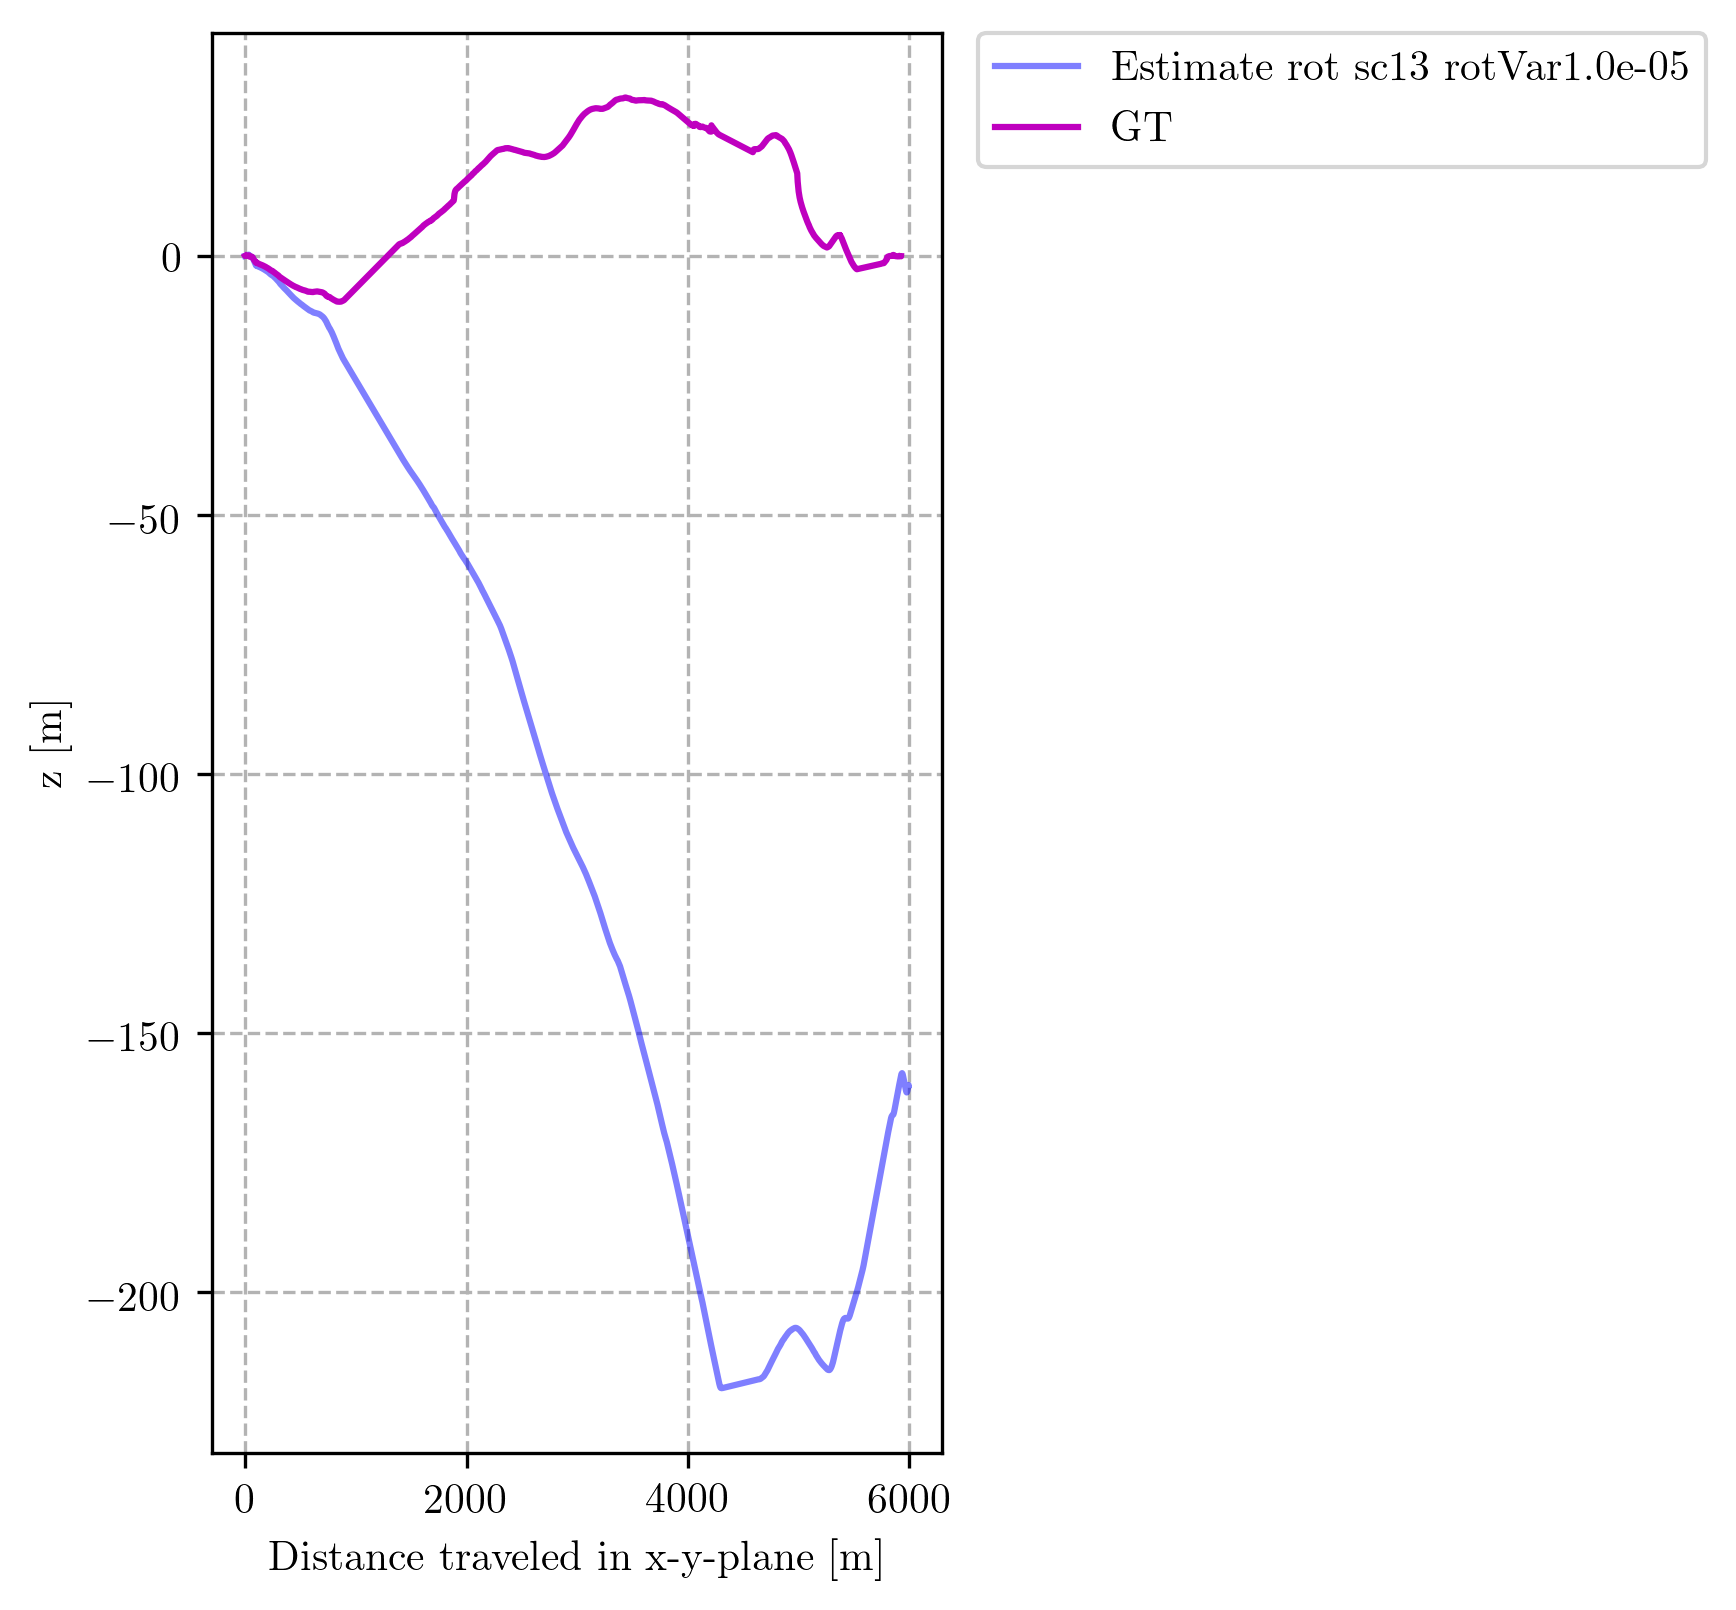 Estimate rot sc13 rotVar1.0e-05
GT
0
−50
−100
−150
−200
z [m]
0 2000 4000 6000
Distance traveled in x-y-plane [m]